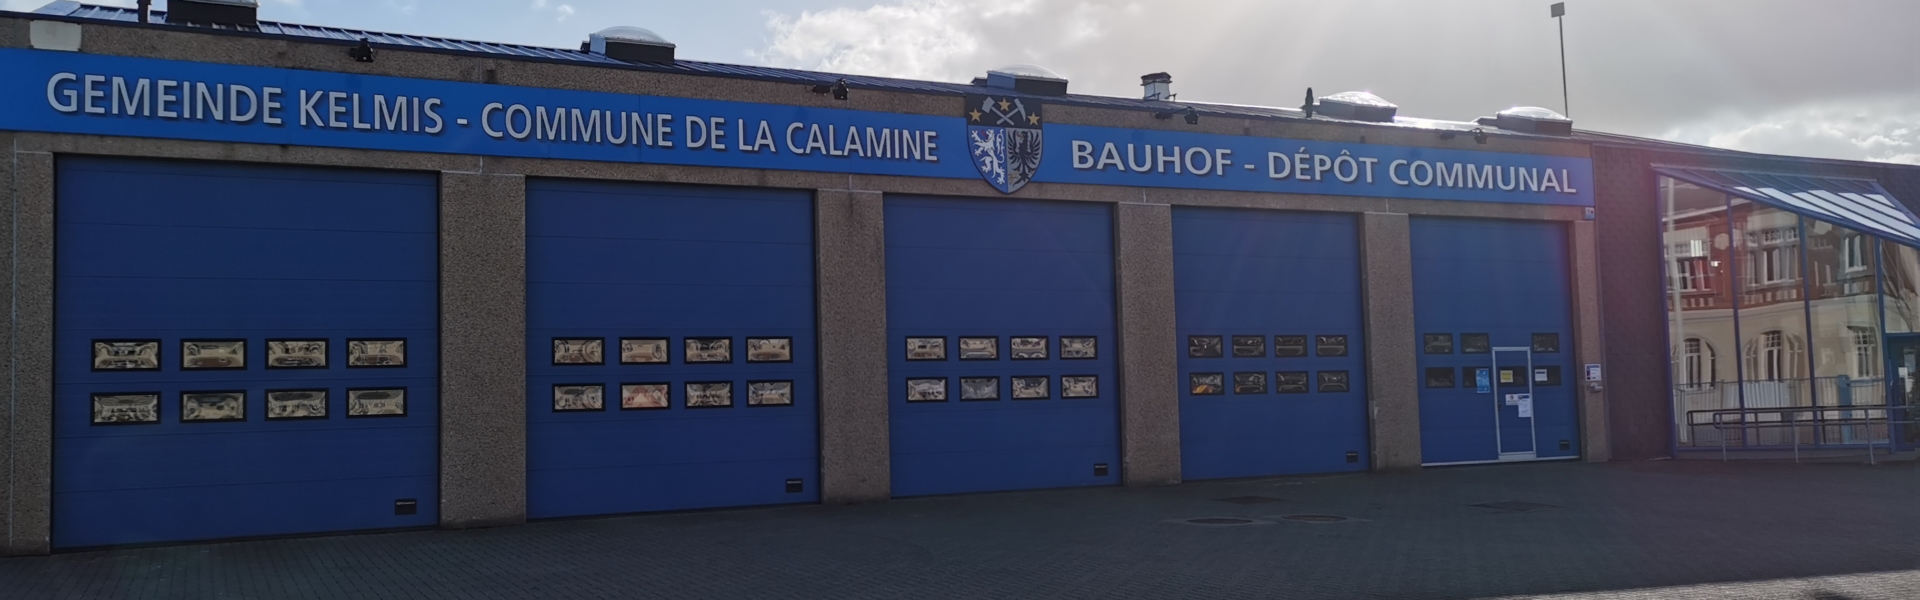 GEMEINDE KELMIS - COMMUNE DE LA CALAMINE
BAUHOF - DÉPÔT COMMUNAL